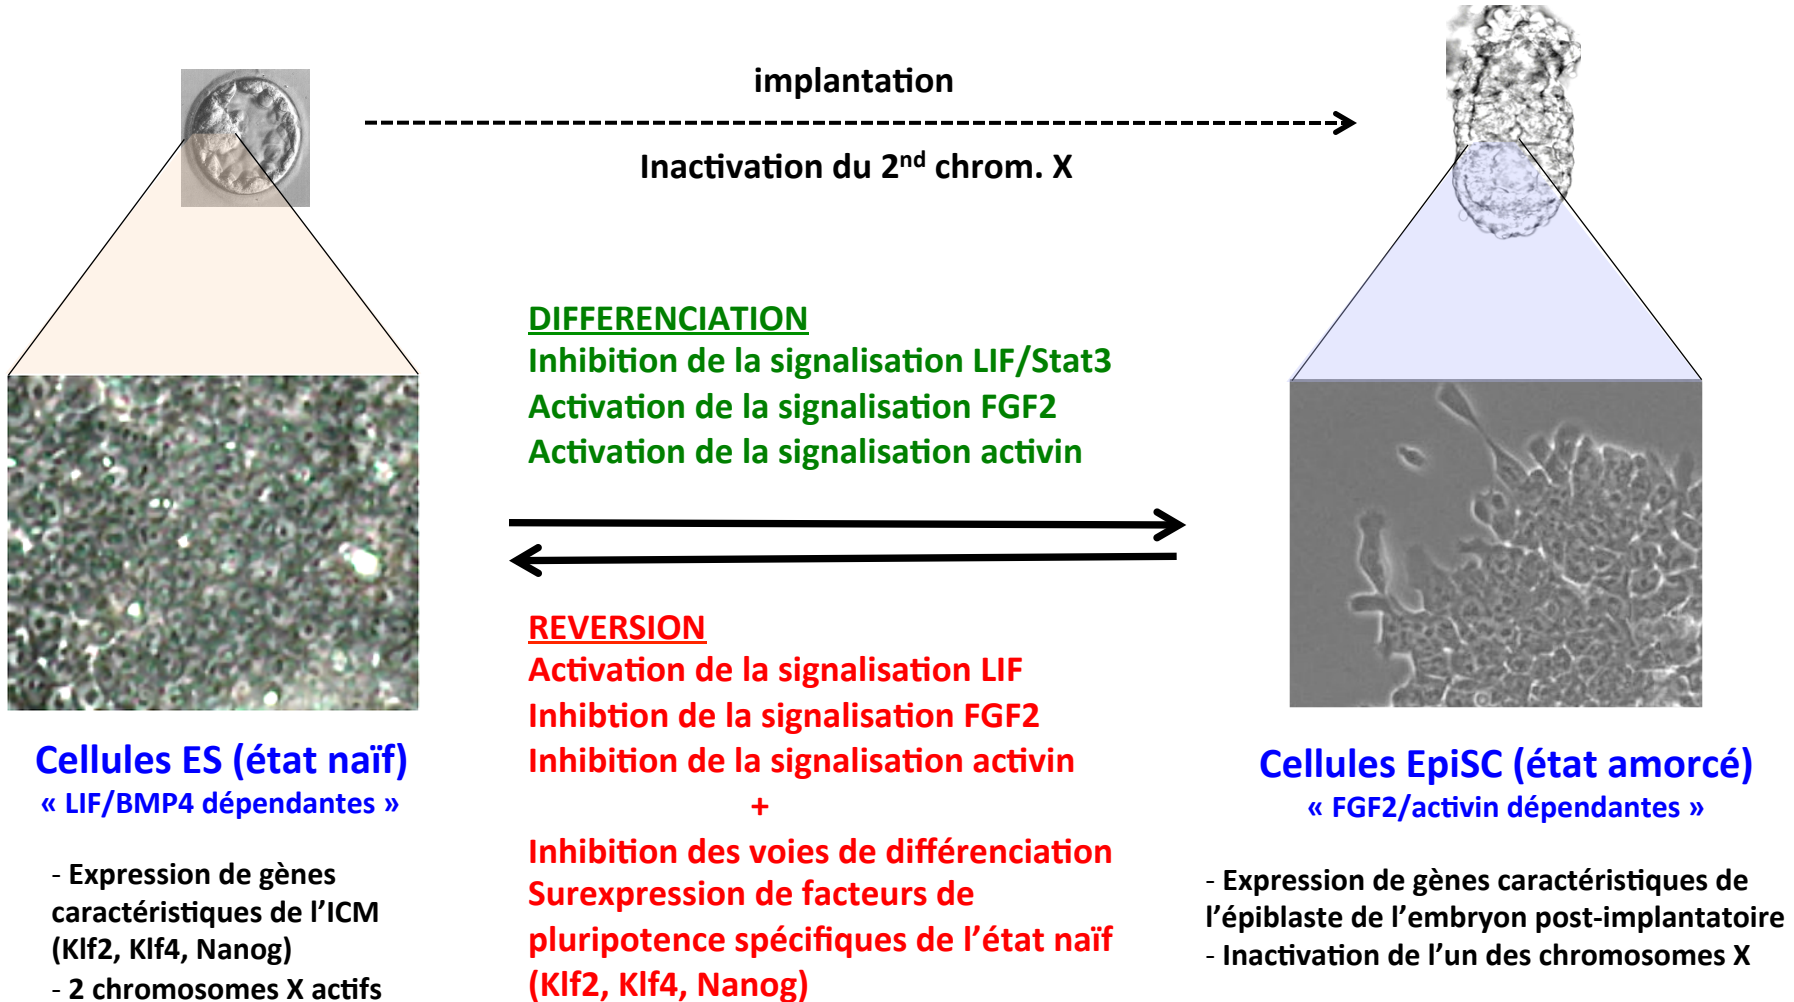 implantation
Inactivation du 2nd chrom. X
DIFFERENCIATION
Inhibition de la signalisation LIF/Stat3
Activation de la signalisation FGF2
Activation de la signalisation activin
REVERSION
Activation de la signalisation LIF
Inhibtion de la signalisation FGF2
Inhibition de la signalisation activin
+
Inhibition des voies de différenciation
Surexpression de facteurs de
pluripotence spécifiques de l’état naïf
(Klf2, Klf4, Nanog)
Cellules ES (état naïf)
« LIF/BMP4 dépendantes »
- Expression de gènes
caractéristiques de l’ICM
(Klf2, Klf4, Nanog)
- 2 chromosomes X actifs
Cellules EpiSC (état amorcé)
« FGF2/activin dépendantes »
- Expression de gènes caractéristiques de
l’épiblaste de l’embryon post-implantatoire
- Inactivation de l’un des chromosomes X